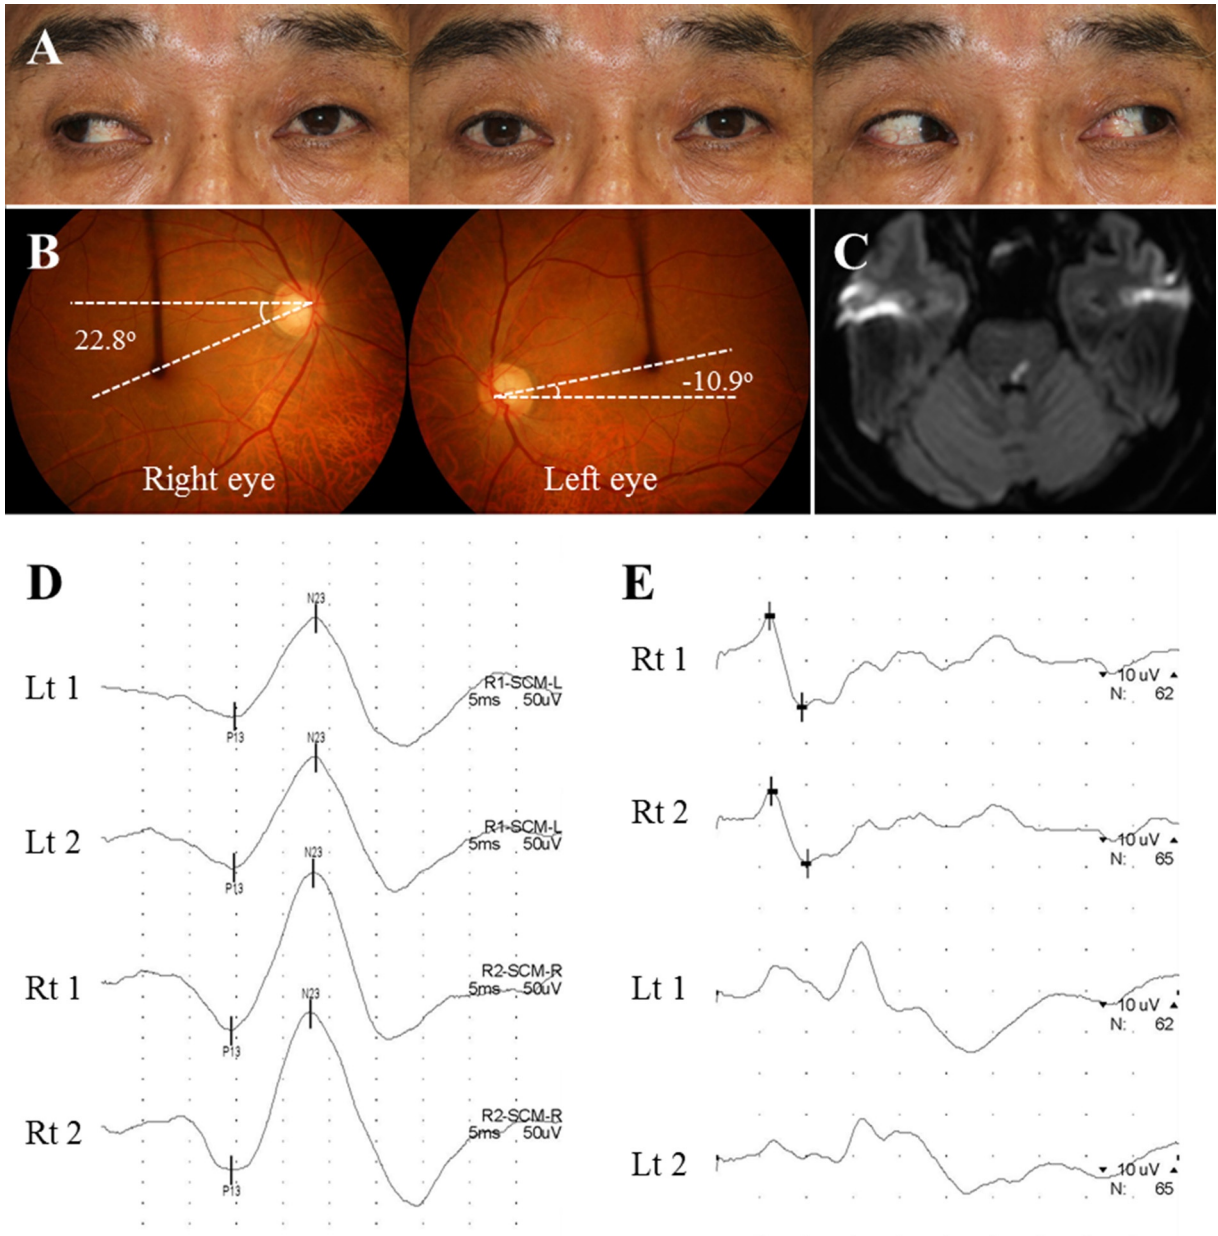 A
B
22.8º
Right eye
-10.9º
Left eye
C
D
N23
Lt 1
P13
R1-SCM-L
5ms 50uV
N23
Lt 2
P13
R1-SCM-L
5ms 50uV
N23
Rt 1
P13
R2-SCM-R
5ms 50uV
N23
Rt 2
P13
R2-SCM-R
5ms 50uV
E
Rt 1
10 uV
N: 62
Rt 2
10 uV
N: 65
Lt 1
10 uV
N: 62
Lt 2
10 uV
N: 65